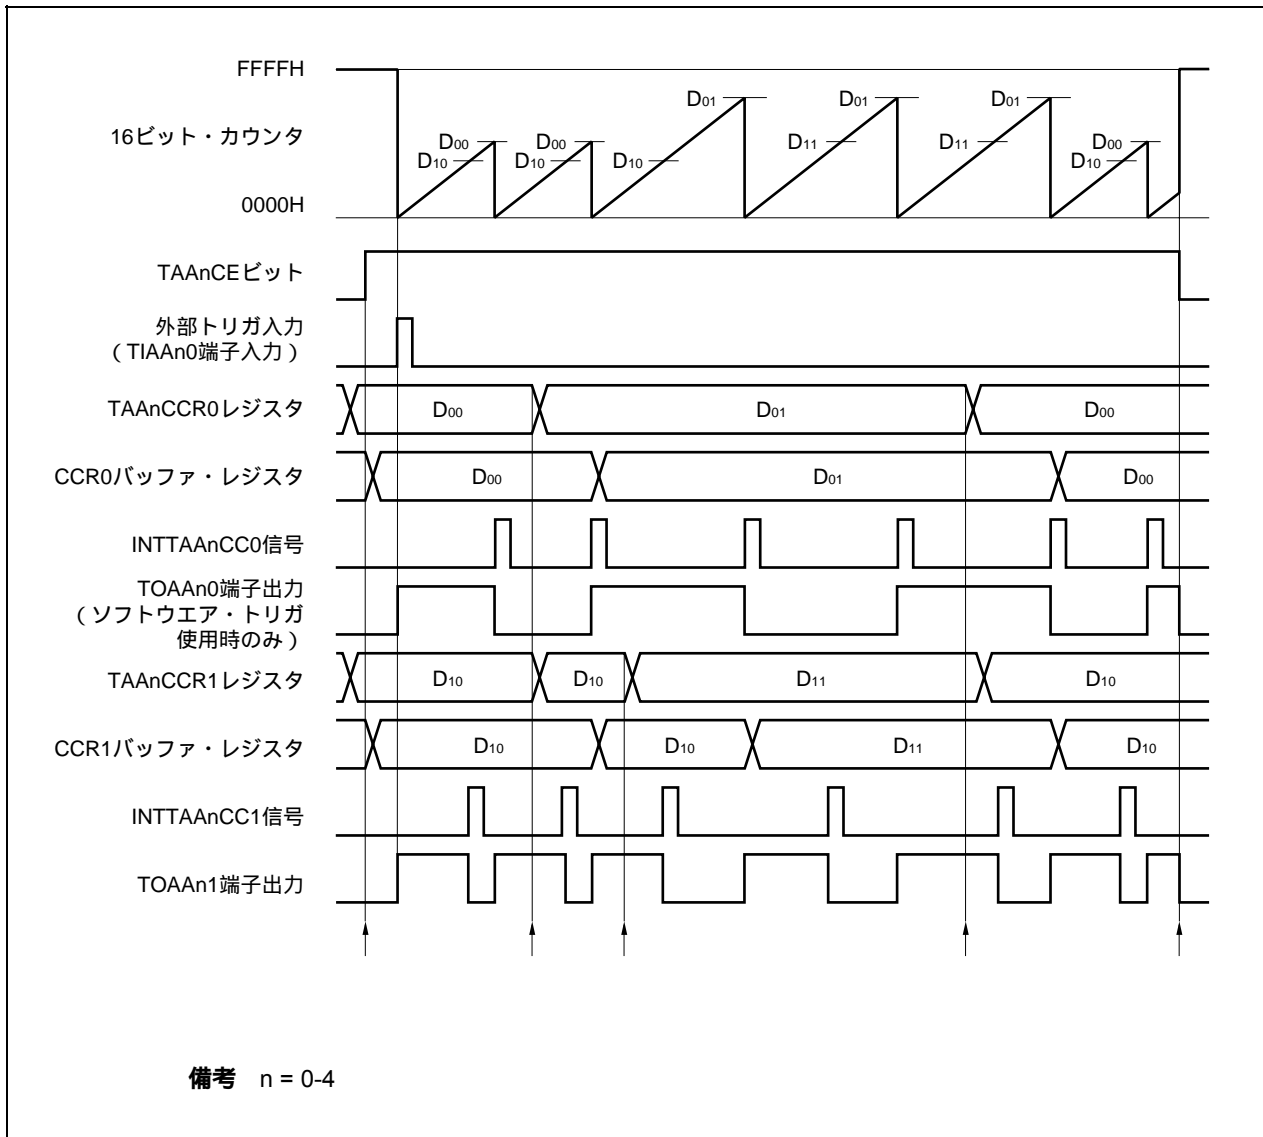 FFFFH
D01 D01 D01
16ビット・カウンタ
D00 D00 D11 D11 D00
D10 D10 D10 D10
0000H
TAAnCEビット
外部トリガ入力
（TIAAn0端子入力）
TAAnCCR0レジスタ D00 D01 D00
CCR0バッファ・レジスタ D00 D01 D00
INTTAAnCC0信号
TOAAn0端子出力
（ソフトウエア・トリガ
使用時のみ）
TAAnCCR1レジスタ D10 D10 D11 D10
CCR1バッファ・レジスタ D10 D10 D11 D10
INTTAAnCC1信号
TOAAn1端子出力
備考 n = 0-4